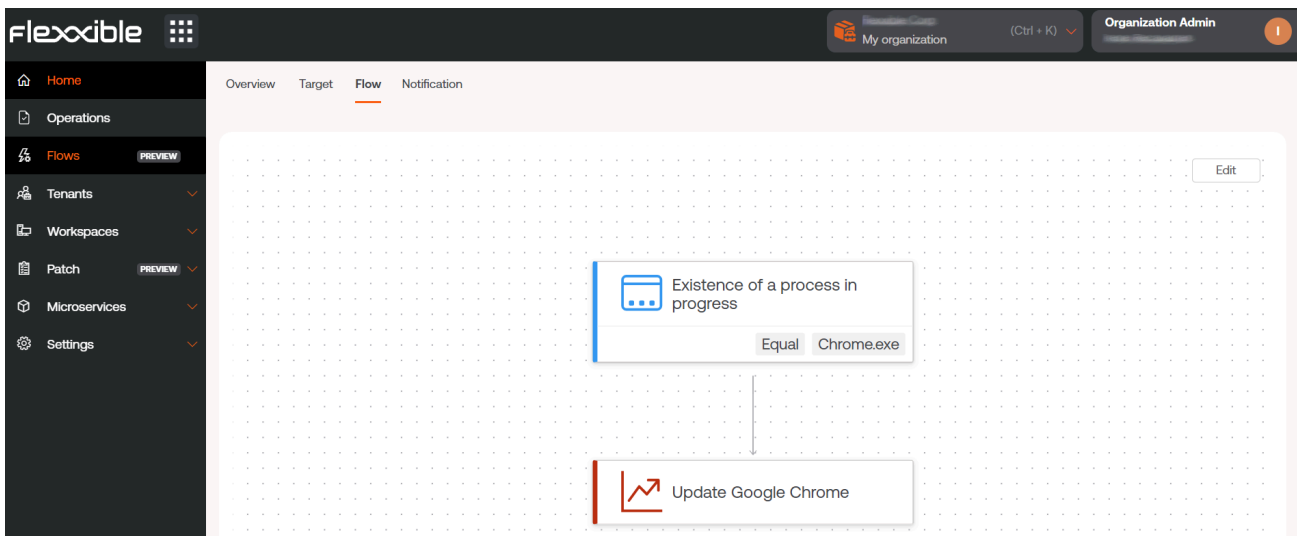 Flexxible
My organization
(Ctrl + K)
Organization Admin
I
Home
Operations
Flows PREVIEW
Tenants
Workspaces
Patch PREVIEW
Microservices
Settings
Overview Target Flow Notification
Edit
Existence of a process in
progress
Equal Chrome.exe
Update Google Chrome